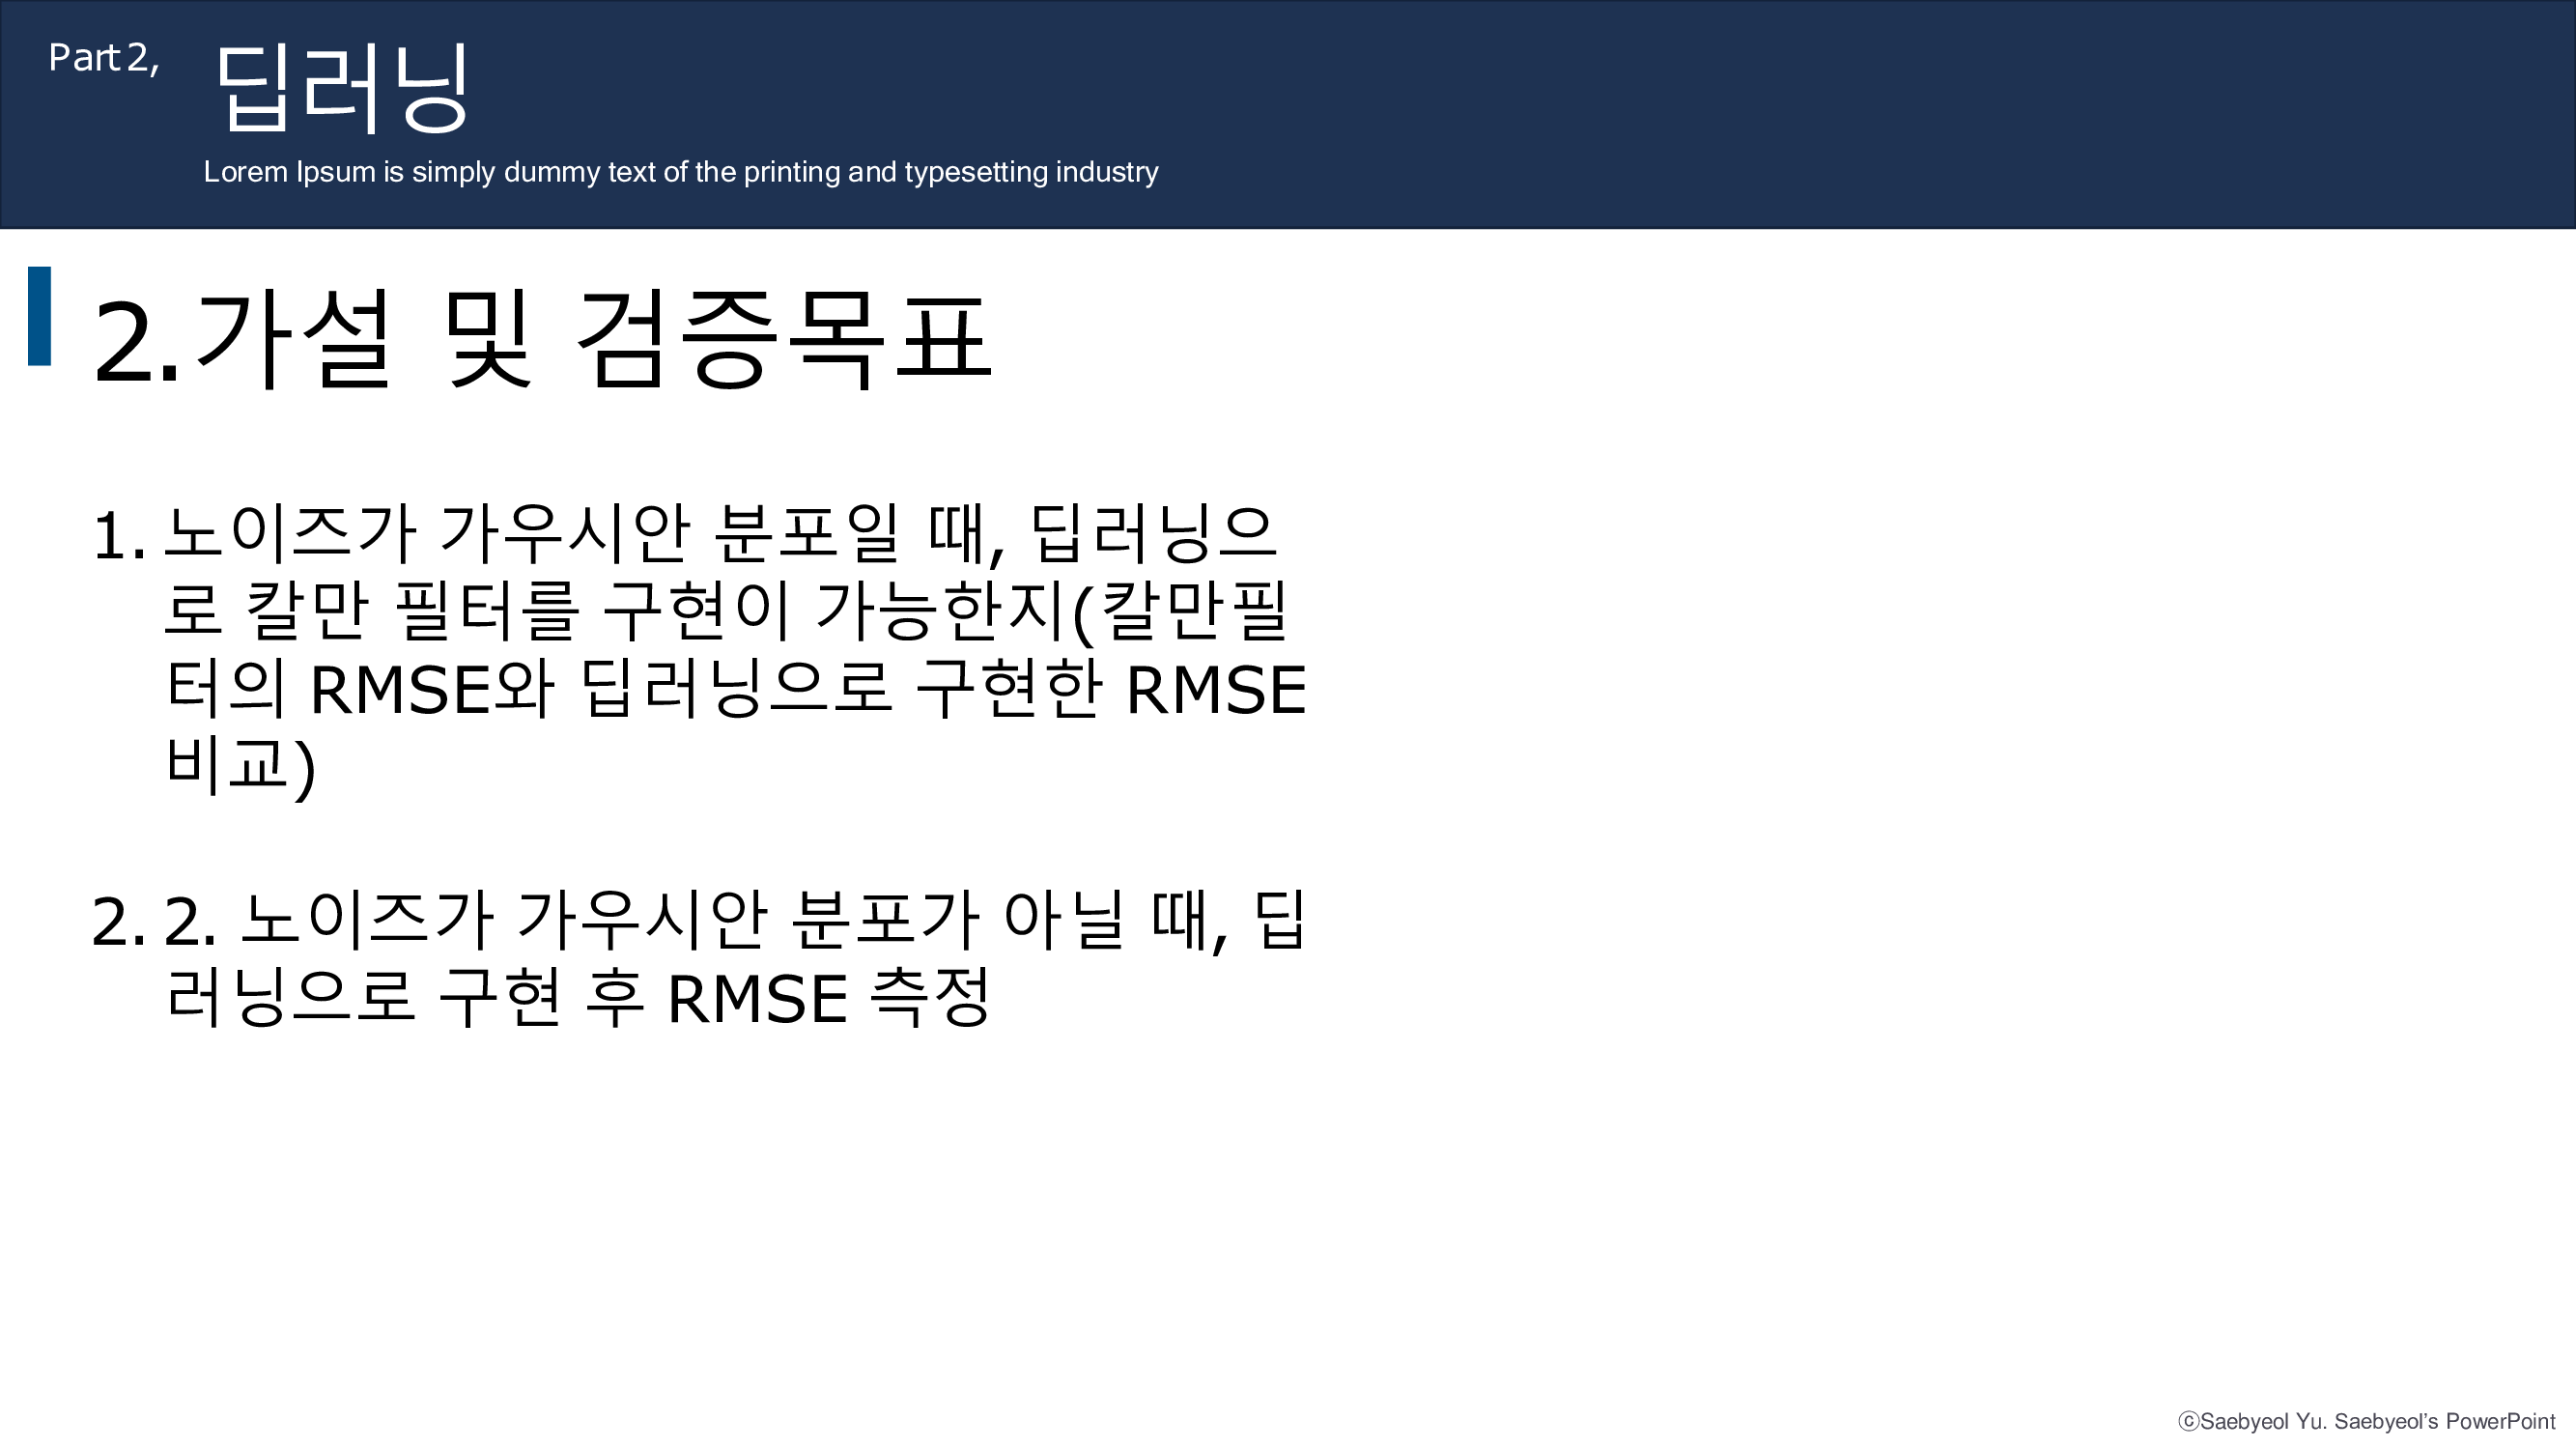 Part 2,
딥러닝
Lorem Ipsum is simply dummy text of the printing and typesetting industry
2.가설 및 검증목표
1. 노이즈가 가우시안 분포일 때, 딥러닝으
로 칼만 필터를 구현이 가능한지(칼만필
터의 RMSE와 딥러닝으로 구현한 RMSE
비교)
2. 2. 노이즈가 가우시안 분포가 아닐 때, 딥
러닝으로 구현 후 RMSE 측정
ⓒSaebyeol Yu. Saebyeol’s PowerPoint